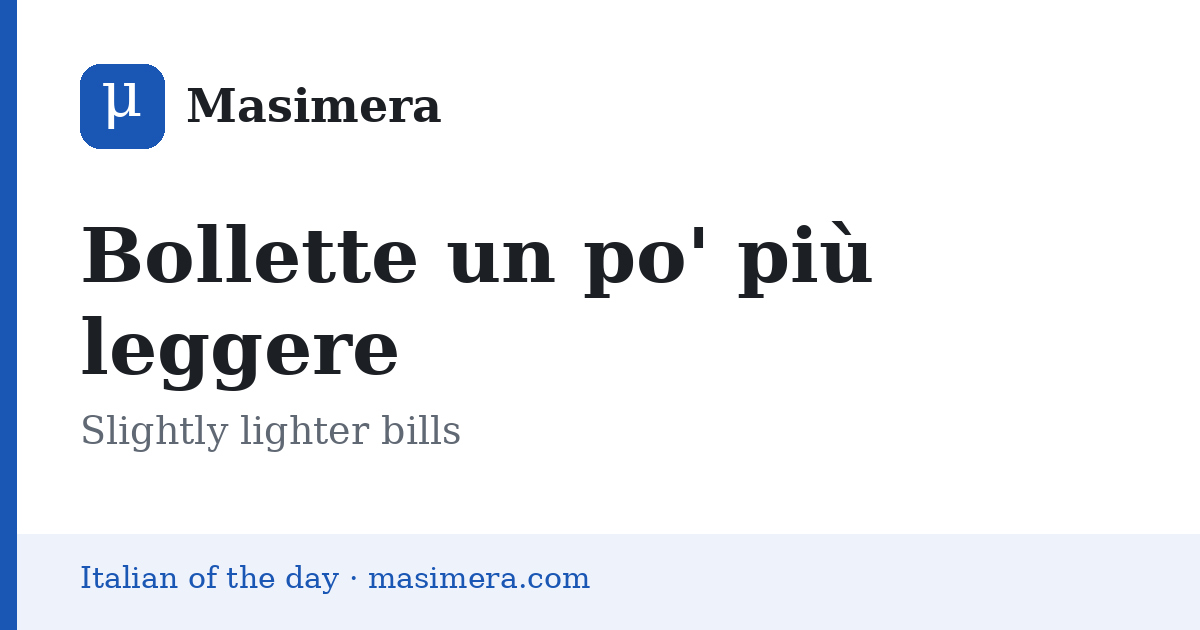 μ
Masimera
Bollette un po' più
leggere
Slightly lighter bills
Italian of the day · masimera.com